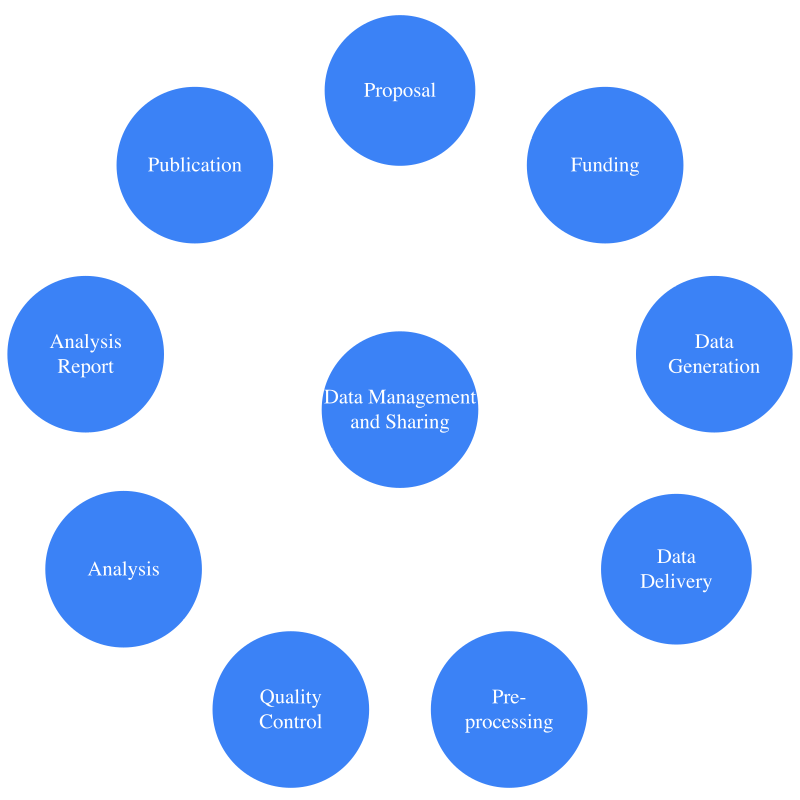 Proposal
Funding
Data
Generation
Data
Delivery
Pre-
processing
Quality
Control
Analysis
Analysis
Report
Publication
Data Management
and Sharing